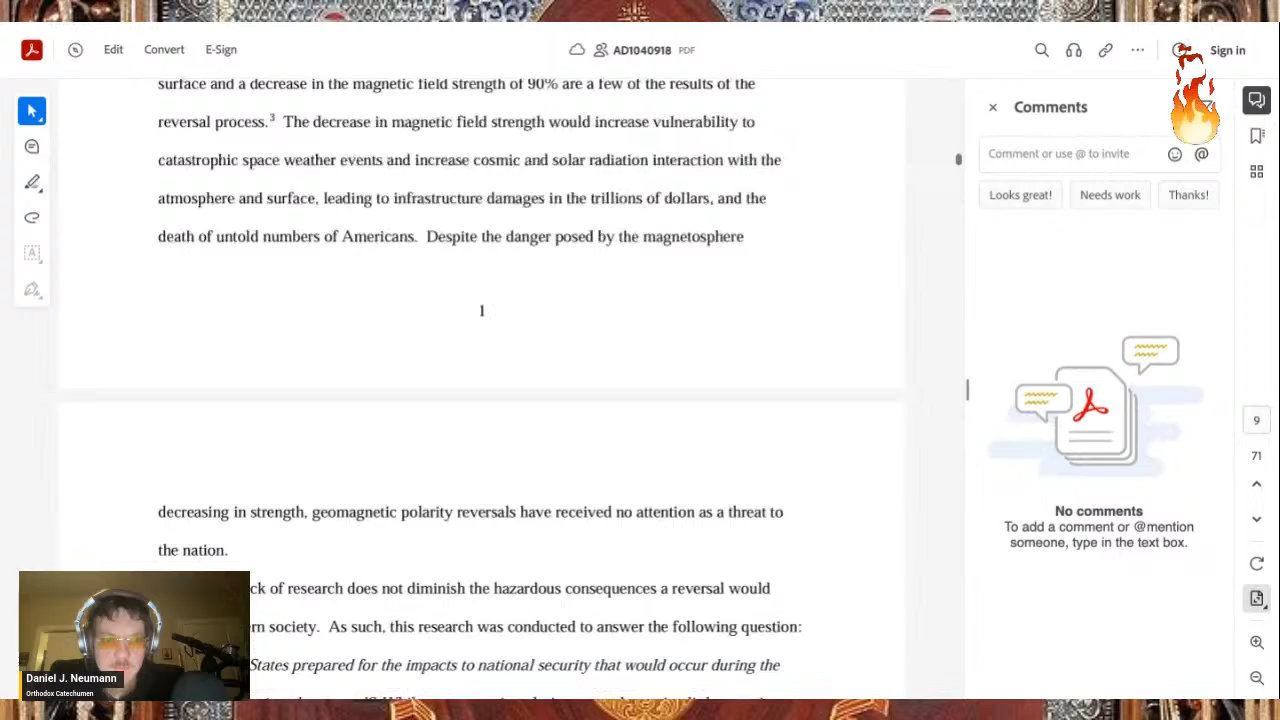 Edit
Convert
E-Sign
AD1040918 PDF
Sign in
surface and a decrease in the magnetic field strength of 90% are a few of the results of the
reversal process.3 The decrease in magnetic field strength would increase vulnerability to
catastrophic space weather events and increase cosmic and solar radiation interaction with the
atmosphere and surface, leading to infrastructure damages in the trillions of dollars, and the
death of untold numbers of Americans. Despite the danger posed by the magnetosphere
1
decreasing in strength, geomagnetic polarity reversals have received no attention as a threat to
the nation.
ck of research does not diminish the hazardous consequences a reversal would
rn society. As such, this research was conducted to answer the following question:
States prepared for the impacts to national security that would occur during the
Comments
Comment or use @ to invite
@
Looks great!
Needs work
Thanks!
No comments
To add a comment or @mention
someone, type in the text box.
9
71
A
Daniel J. Neumann
Orthodox Catechumen